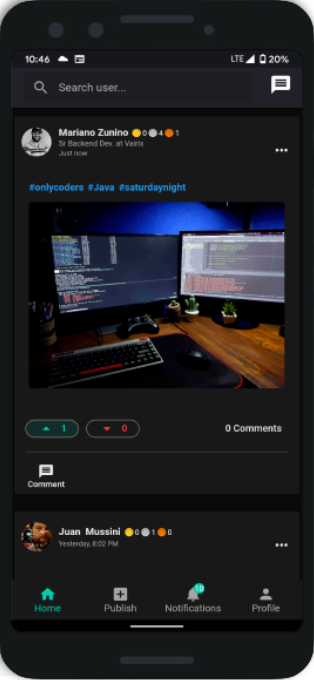 10:46 LTE 20%
Search user...
Mariano Zunino 0 4 1
Sr Backend Dev. at Vairix
Just now
#onlycoders #Java #saturdaynight
1 0 0 Comments
Comment
Juan Mussini 0 1 0
Yesterday, 8:02 PM
10
Home Publish Notifications Profile